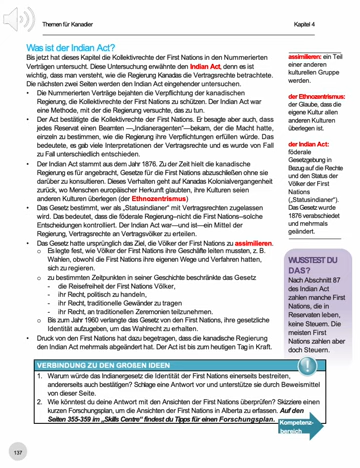 Themen für Kanadier
Kapitel 4
Was ist der Indian Act?
Bis jetzt hat dieses Kapitel die Kollektivrechte der First Nations in den Nummerierten
Verträgen untersucht. Diese Untersuchung erwähnte den Indian Act, denn es ist
wichtig, dass man versteht, wie die Regierung Kanadas die Vertragsrechte betrachtete.
Die nächsten zwei Seiten werden den Indian Act eingehender untersuchen.
• Die Nummerierten Verträge bejahten die Verpflichtung der kanadischen
Regierung, die Kollektivrechte der First Nations zu schützen. Der Indian Act war
eine Methode, mit der die Regierung versuchte, das zu tun.
• Der Act bestätigte die Kollektivrechte der First Nations. Er besagte aber auch, dass
jedes Reservat einen Beamten —„Indianeragenten“—bekam, der die Macht hatte,
einzeln zu bestimmen, wie die Regierung ihre Verpflichtungen erfüllen würde. Das
bedeutete, es gab viele Interpretationen der Vertragsrechte und es wurde von Fall
zu Fall unterschiedlich entschieden.
• Der Indian Act stammt aus dem Jahr 1876. Zu der Zeit hielt die kanadische
Regierung es für angebracht, Gesetze für die First Nations abzuschließen ohne sie
darüber zu konsultieren. Dieses Verhalten geht auf Kanadas Kolonialvergangenheit
zurück, wo Menschen europäischer Herkunft glaubten, ihre Kulturen seien
anderen Kulturen überlegen (der Ethnozentrismus)
• Das Gesetz bestimmt, wer als „Statusindianer“ mit Vertragsrechten zugelassen
wird. Das bedeutet, dass die föderale Regierung–nicht die First Nations–solche
Entscheidungen kontrolliert. Der Indian Act war—und ist—ein Mittel der
Regierung, Vertragsrechte an Vertragsvölker zu erteilen.
• Das Gesetz hatte ursprünglich das Ziel, die Völker der First Nations zu assimilieren.
o Es legte fest, wie Völker der First Nations ihre Geschäfte leiten mussten, z. B.
Wahlen, obwohl die First Nations ihre eigenen Wege und Verfahren hatten,
sich zu regieren.
o zu bestimmten Zeitpunkten in seiner Geschichte beschränkte das Gesetz
- die Reisefreiheit der First Nations Völker,
- ihr Recht, politisch zu handeln,
- ihr Recht, traditionelle Gewänder zu tragen
- ihr Recht, an traditionellen Zeremonien teilzunehmen.
o Bis zum Jahr 1960 verlangte das Gesetz von den First Nations, ihre gesetzliche
Identität aufzugeben, um das Wahlrecht zu erhalten.
• Druck von den First Nations hat dazu begetragen, dass die kanadische Regierung
den Indian Act mehrmals abgeändert hat. Der Act ist bis zum heutigen Tag in Kraft.
assimilieren: ein Teil
einer anderen
kulturellen Gruppe
werden.
der Ethnozentrismus:
der Glaube, dass die
eigene Kultur allen
anderen Kulturen
überlegen ist.
der Indian Act:
föderale
Gesetzgebung in
Bezug auf die Rechte
und den Status der
Völker der First
Nations
(„Statusindianer“).
Das Gesetz wurde
1876 verabschiedet
und mehrmals
geändert.
WUSSTEST DU
DAS?
Nach Abschnitt 87
des Indian Act
zahlen manche First
Nations, die in
Reservaten leben,
keine Steuern. Die
meisten First
Nations zahlen aber
doch Steuern.
VERBINDUNG ZU DEN GROßEN IDEEN
1. Warum würde das Indianergesetz die Identität der First Nations einerseits bestreiten,
andererseits auch bestätigen? Schlage eine Antwort vor und unterstütze sie durch Beweismittel
von dieser Seite.
2. Wie könntest du deine Antwort mit den Ansichten der First Nations überprüfen? Skizziere einen
kurzen Forschungsplan, um die Ansichten der First Nations in Alberta zu erfassen. Auf den
Seiten 355-359 im „Skills Centre“ findest du Tipps für einen Forschungsplan.
Kompetenz-
bereich
137